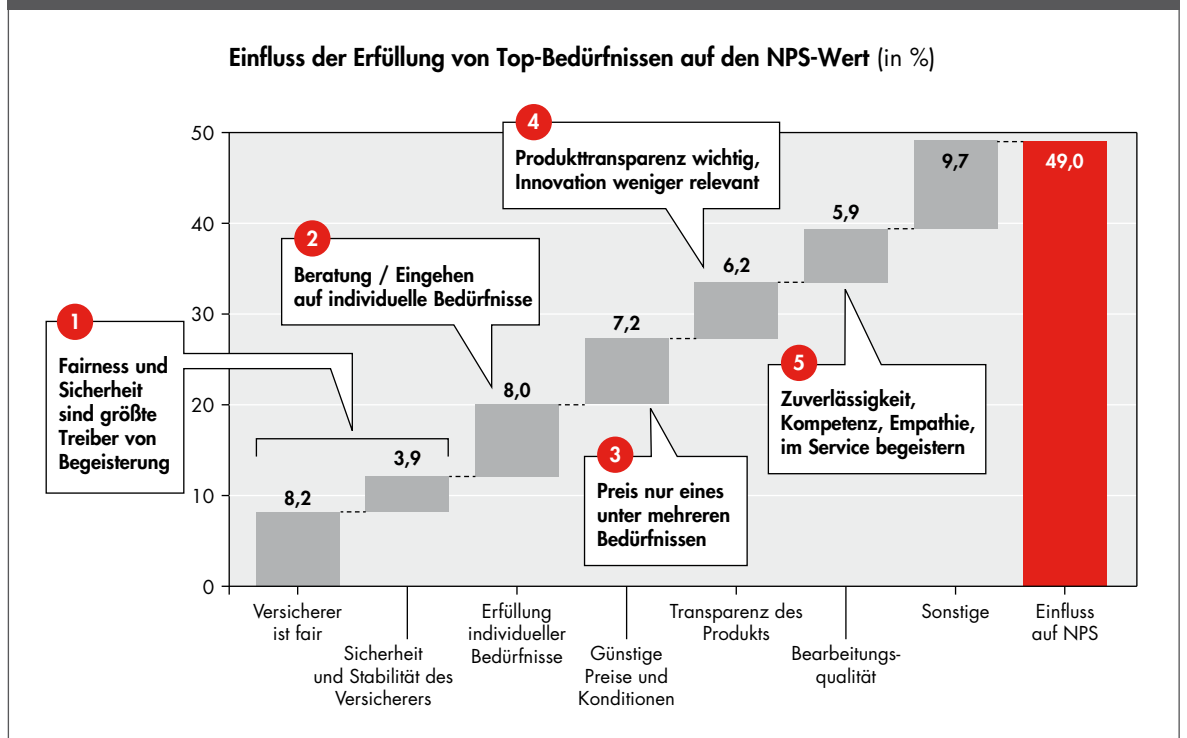 Einfluss der Erfüllung von Top-Bedürfnissen auf den NPS-Wert (in %)
50
40
30
20
10
0
1
Fairness und
Sicherheit
sind größte
Treiber von
Begeisterung
2
Beratung / Eingehen
auf individuelle Bedürfnisse
3
Preis nur eines
unter mehreren
Bedürfnissen
4
Produkttransparenz wichtig,
Innovation weniger relevant
5
Zuverlässigkeit,
Kompetenz, Empathie,
im Service begeistern
8,2
3,9
8,0
7,2
6,2
5,9
9,7
49,0
Versicherer
ist fair
Sicherheit
und Stabilität des
Versicherers
Erfüllung
individueller
Bedürfnisse
Günstige
Preise und
Konditionen
Transparenz des
Produkts
Bearbeitungs-
qualität
Sonstige
Einfluss
auf NPS